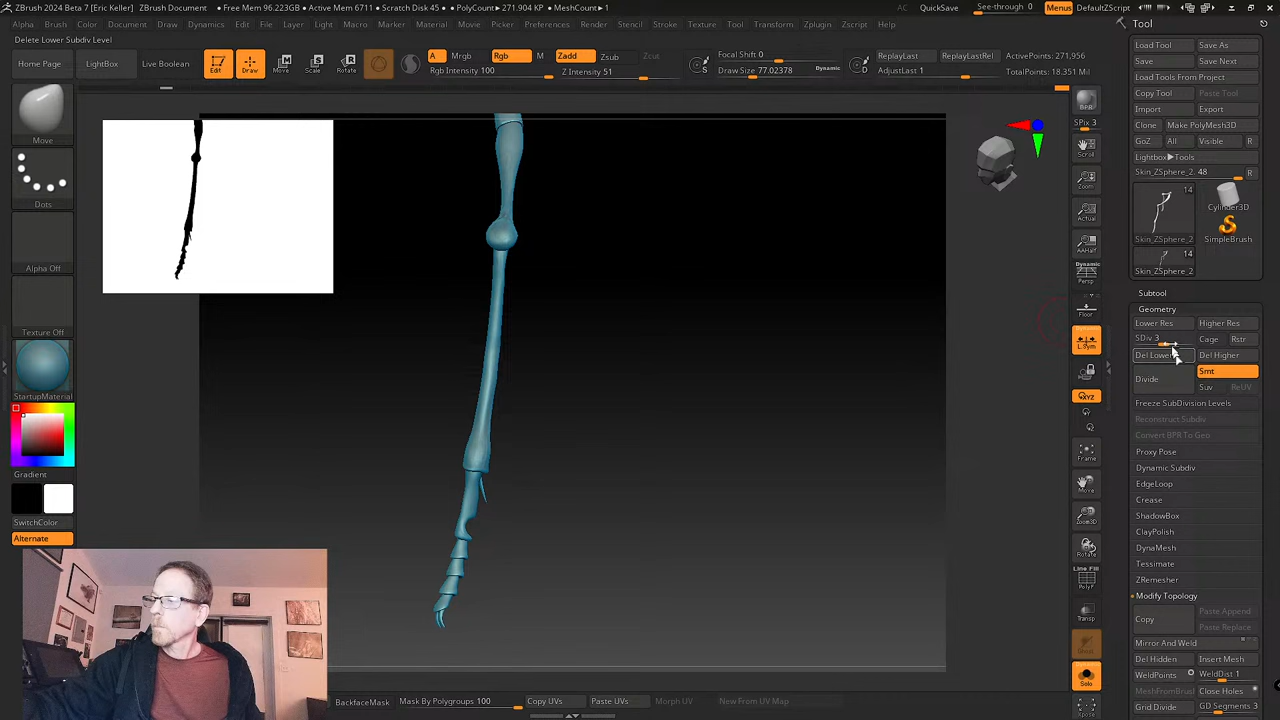 ZBrush 2024 Beta 7 [Eric Keller] ZBrush Document • Free Mem 96.223GB • Active Mem 6711 • Scratch Disk 45 • PolyCount▸271.904 KP • MeshCount▸1
QuickSave See-through 0 Menus DefaultZScript
Alpha Brush Color Document Draw Dynamics Edit File Layer Light Macro Marker Material Movie Picker Preferences Render Stencil Stroke Texture Tool Transform Zplugin Zscript Help
Tool
Delete Lower Subdiv Level
Home Page LightBox Live Boolean Edit Draw Move Scale Rotate
A Mrgb Rgb M Zadd Zsub Zcut
Rgb Intensity 100 Z Intensity 51
Focal Shift 0
Draw Size 77.02378 Dynamic
ReplayLast ReplayLastRel
AdjustLast 1
ActivePoints: 271,956
TotalPoints: 18.351 Mil
Move
Dots
Alpha Off
Texture Off
StartupMaterial
Gradient
SwitchColor
Alternate
BPR
SPix 3
Scroll
Zoom
Actual
AAHalf
Dynamic
Persp
Floor
Dynamic
L.Sym
XYZ
Frame
Move
Zoom3D
Rotate
Line Fill
PolyF
Transp
Dynamic
Solo
Xpose
Load Tool Save As
Save Save Next
Load Tools From Project
Copy Tool Paste Tool
Import Export
Clone Make PolyMesh3D
GoZ All Visible R
Lightbox▸Tools
Skin_ZSphere_2. 48 R
14
Skin_ZSphere_2 Cylinder3D
SimpleBrush
14
Skin_ZSphere_2
Subtool
Geometry
Lower Res Higher Res
SDiv 3 Cage Rstr
Del Lower Del Higher
Divide Smt
Suv ReUV
Freeze SubDivision Levels
Reconstruct Subdiv
Convert BPR To Geo
Proxy Pose
Dynamic Subdiv
EdgeLoop
Crease
ShadowBox
ClayPolish
DynaMesh
Tessimate
ZRemesher
Modify Topology
Copy Paste Append
Paste Replace
Mirror And Weld
Del Hidden Insert Mesh
WeldPoints WeldDist 1
MeshFromBrush Close Holes
Grid Divide GD Segments 3
BackfaceMask Mask By Polygroups 100 Copy UVs Paste UVs Morph UV New From UV Map